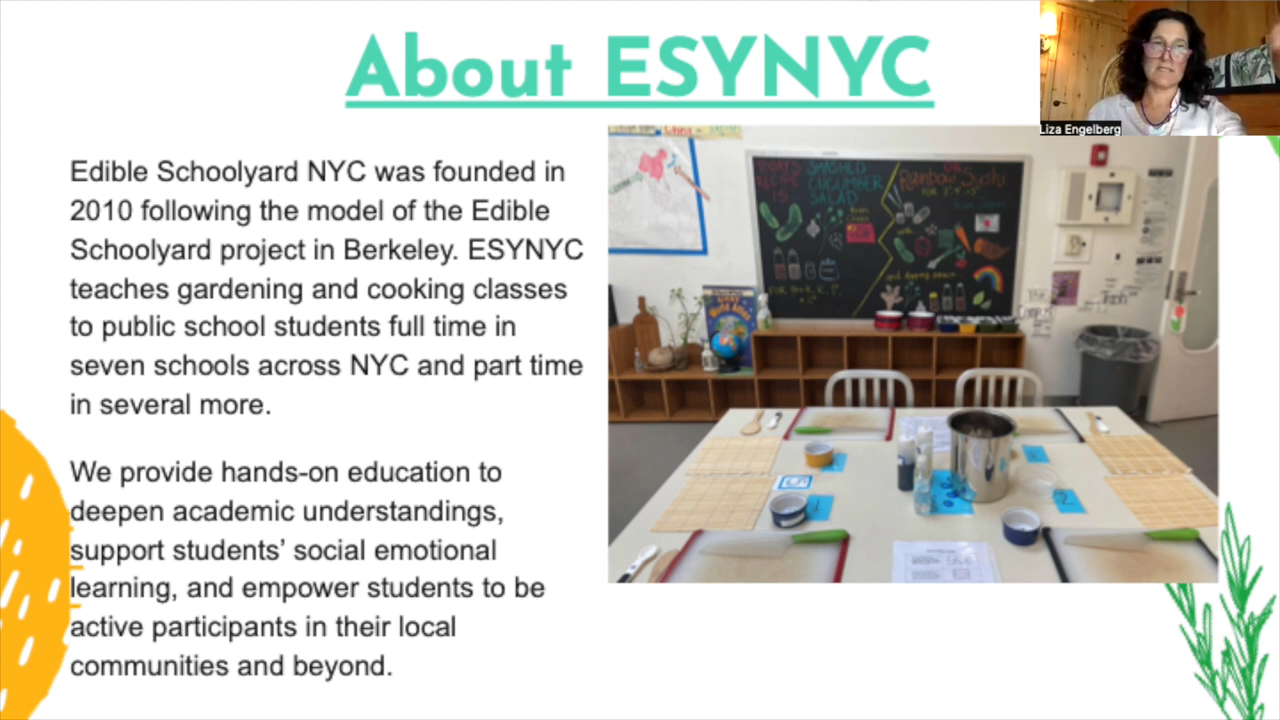 About ESYNYC
Liza Engelberg
Edible Schoolyard NYC was founded in
2010 following the model of the Edible
Schoolyard project in Berkeley. ESYNYC
teaches gardening and cooking classes
to public school students full time in
seven schools across NYC and part time
in several more.
We provide hands-on education to
deepen academic understandings,
support students’ social emotional
learning, and empower students to be
active participants in their local
communities and beyond.
SMASHED
CUCUMBER
SALAD
Rainbow Sushi
and dipping sauce